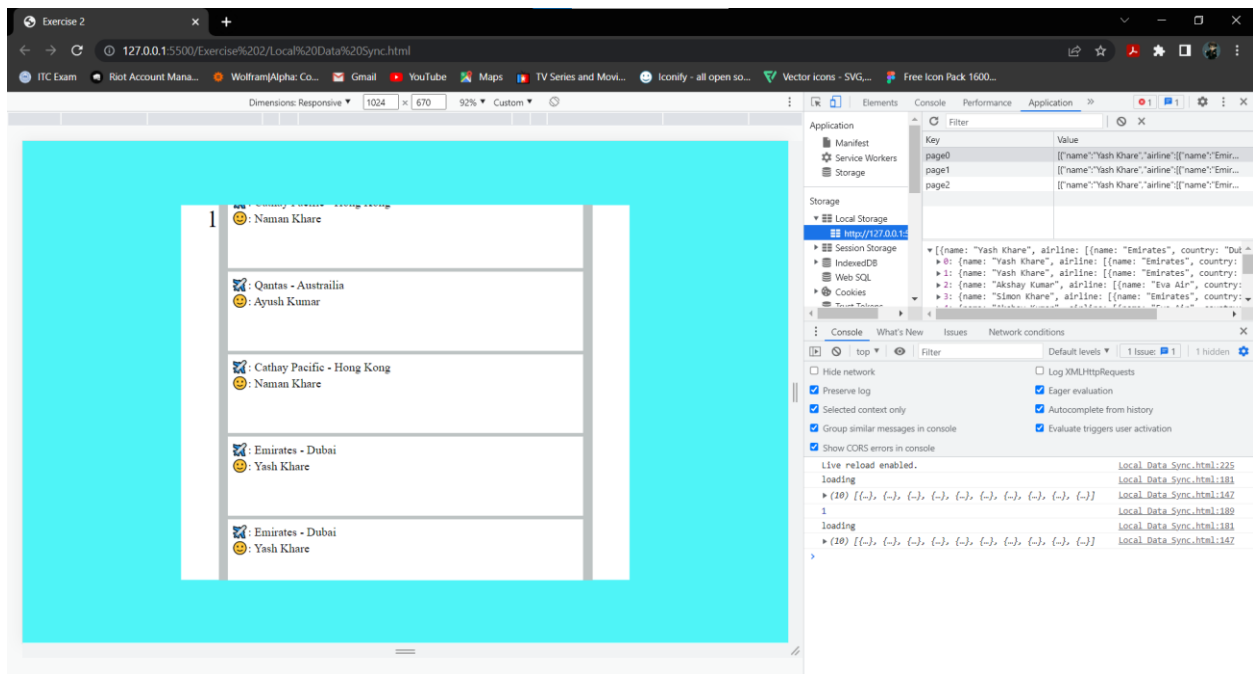 Exercise 2
127.0.0.1:5500/Exercise%202/Local%20Data%20Sync.html
ITC Exam Riot Account Mana... Wolfram|Alpha: Co... Gmail YouTube Maps TV Series and Movi... Iconify - all open so... Vector icons - SVG,... Free Icon Pack 1600...
Dimensions: Responsive ▼ 1024 × 670 92% ▼ Custom ▼
1
: Cathay Pacific - Hong Kong
: Naman Khare
: Qantas - Austrailia
: Ayush Kumar
: Cathay Pacific - Hong Kong
: Naman Khare
: Emirates - Dubai
: Yash Khare
: Emirates - Dubai
: Yash Khare
Elements Console Performance Application » 1 1
Application
Manifest
Service Workers
Storage
Storage
Local Storage
http://127.0.0.1:5
Session Storage
IndexedDB
Web SQL
Cookies
Trust Tokens
Filter
Key Value
page0 [{"name":"Yash Khare","airline":[{"name":"Emir...
page1 [{"name":"Yash Khare","airline":[{"name":"Emir...
page2 [{"name":"Yash Khare","airline":[{"name":"Emir...
▼[{name: "Yash Khare", airline: [{name: "Emirates", country: "Dub
▶0: {name: "Yash Khare", airline: [{name: "Emirates", country:
▶1: {name: "Yash Khare", airline: [{name: "Emirates", country:
▶2: {name: "Akshay Kumar", airline: [{name: "Eva Air", country:
▶3: {name: "Simon Khare", airline: [{name: "Emirates", country:
Console What's New Issues Network conditions
top ▼ Filter Default levels ▼ 1 Issue: 1 1 hidden
Hide network Log XMLHttpRequests
Preserve log Eager evaluation
Selected context only Autocomplete from history
Group similar messages in console Evaluate triggers user activation
Show CORS errors in console
Live reload enabled. Local Data Sync.html:225
loading Local Data Sync.html:181
▶(10) [{…}, {…}, {…}, {…}, {…}, {…}, {…}, {…}, {…}, {…}] Local Data Sync.html:147
1 Local Data Sync.html:189
loading Local Data Sync.html:181
▶(10) [{…}, {…}, {…}, {…}, {…}, {…}, {…}, {…}, {…}, {…}] Local Data Sync.html:147